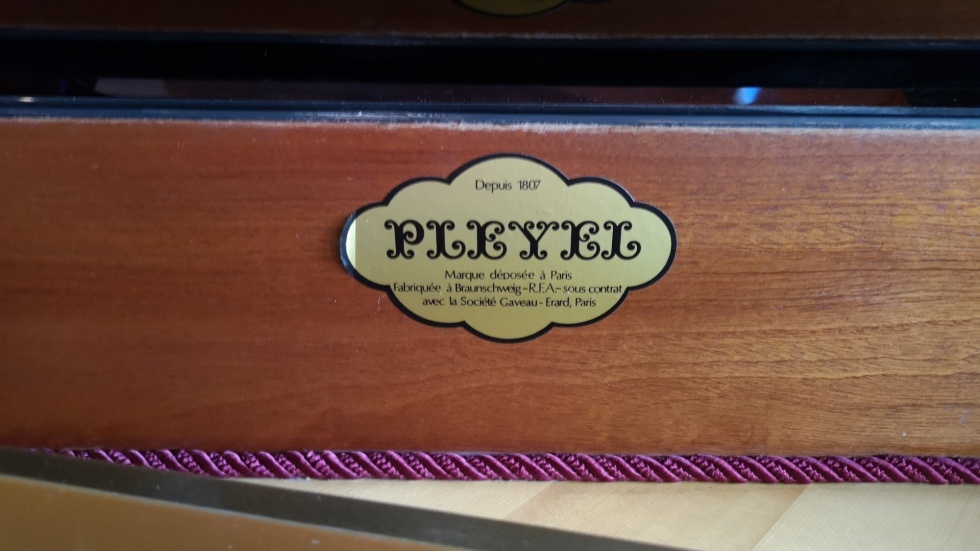 Depuis 1807
PLEYEL
Marque déposée à Paris
Fabriquée à Braunschweig-R.F.A.-sous contrat
avec la Société Gaveau-Erard, Paris